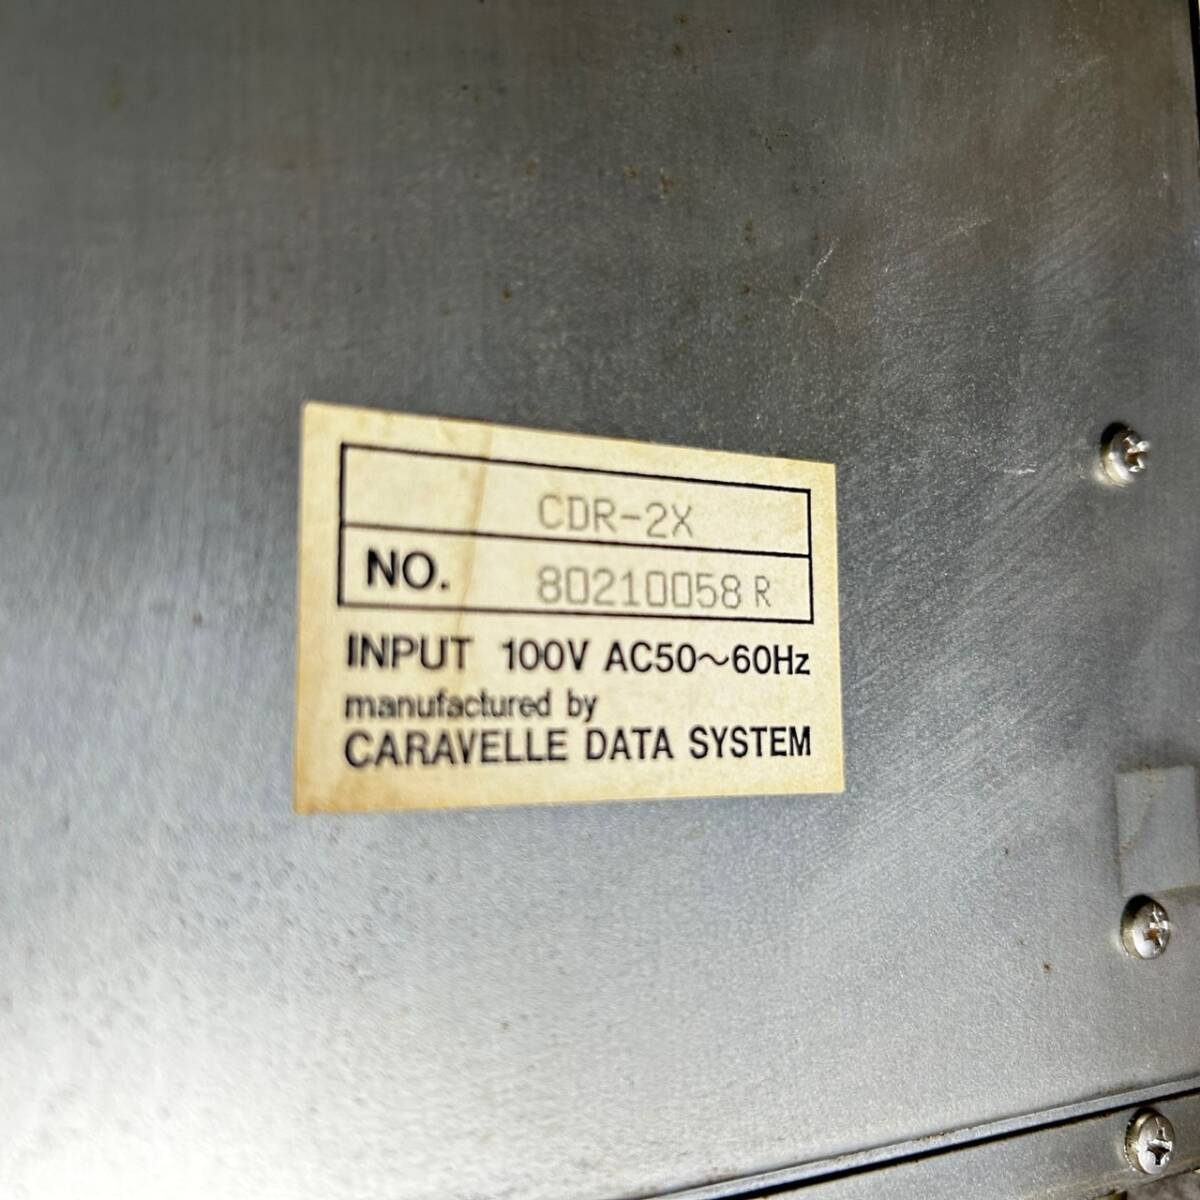 CDR-2X
NO. 80210058 R
INPUT 100V AC50～60Hz
manufactured by
CARAVELLE DATA SYSTEM